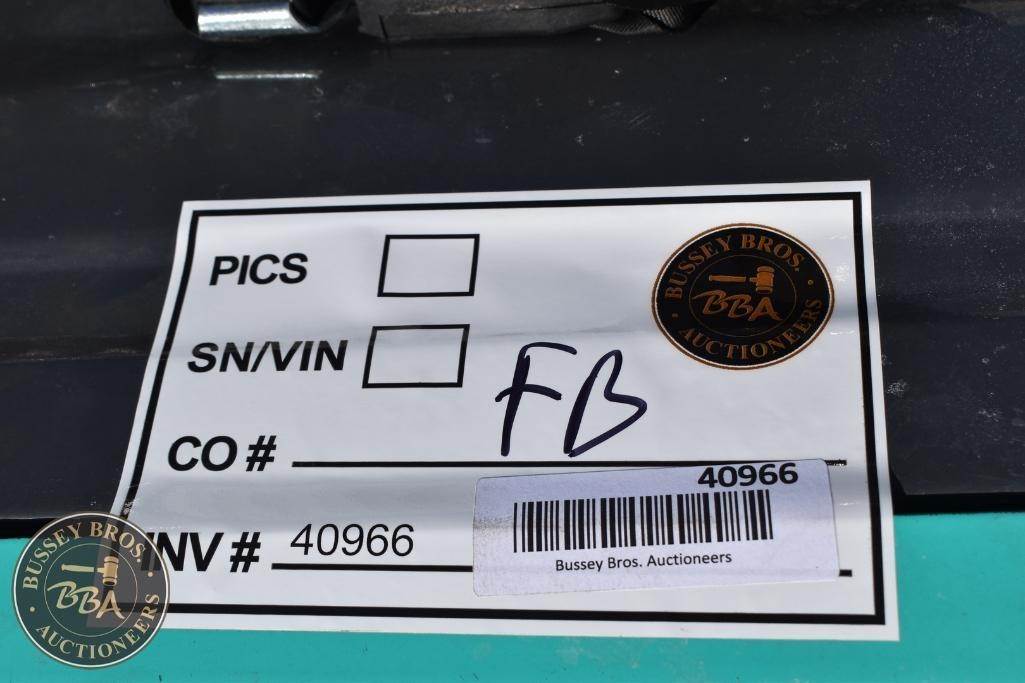 PICS
BUSSEY BROS.
BBA
AUCTIONEERS
SN/VIN
FB
CO #
40966
INV # 40966
Bussey Bros. Auctioneers
BUSSEY BROS.
BBA
AUCTIONEERS